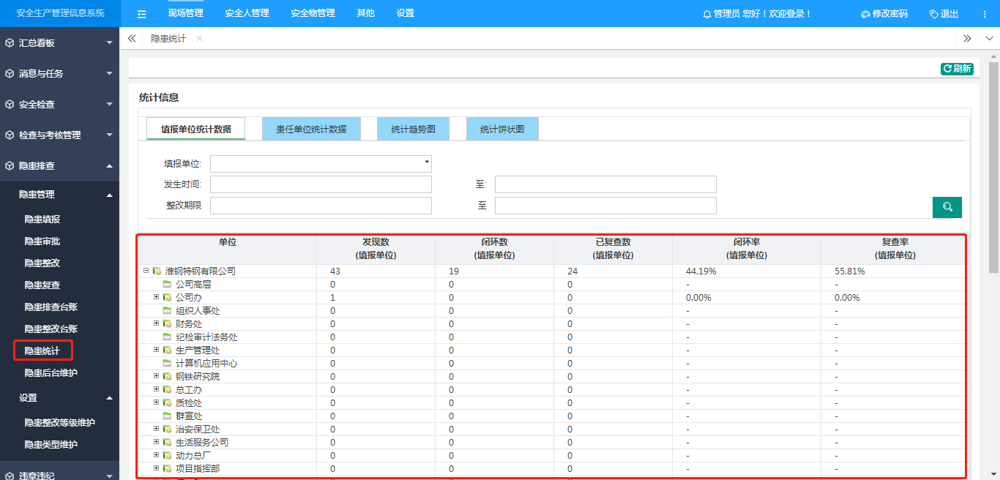 安全生产管理信息系统
现场管理 安全人管理 安全物管理 其他 设置
管理员 您好！欢迎登录！ 修改密码 退出
汇总看板
消息与任务
安全检查
检查与考核管理
隐患排查
隐患管理
隐患填报
隐患审批
隐患整改
隐患复查
隐患排查台账
隐患整改台账
隐患统计
隐患后台维护
设置
隐患整改等级维护
隐患类型维护
违章违纪
隐患统计
刷新
统计信息
填报单位统计数据 责任单位统计数据 统计趋势图 统计饼状图
填报单位:
发生时间: 至:
整改期限 至
单位 发现数 闭环数 已复查数 闭环率 复查率
(填报单位) (填报单位) (填报单位) (填报单位) (填报单位)
淮钢特钢有限公司 43 19 24 44.19% 55.81%
公司高层 0 0 0 - -
公司办 1 0 0 0.00% 0.00%
组织人事处 0 0 0 - -
财务处 0 0 0 - -
纪检审计法务处 0 0 0 - -
生产管理处 0 0 0 - -
计算机应用中心 0 0 0 - -
钢铁研究院 0 0 0 - -
总工办 0 0 0 - -
质检处 0 0 0 - -
群宣处 0 0 0 - -
治安保卫处 0 0 0 - -
生活服务公司 0 0 0 - -
动力总厂 0 0 0 - -
项目指挥部 0 0 0 - -